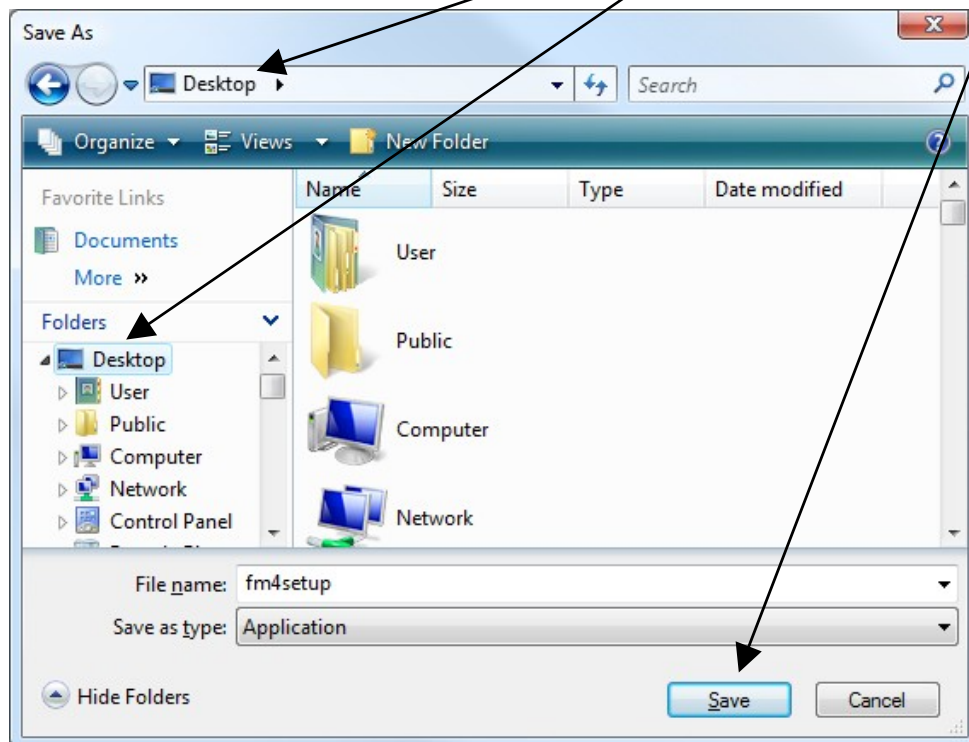 Save As
Desktop
Search
Organize Views New Folder
Favorite Links
Documents
More
Folders
Desktop
User
Public
Computer
Network
Control Panel
Name Size Type Date modified
User
Public
Computer
Network
File name: fm4setup
Save as type: Application
Hide Folders Save Cancel